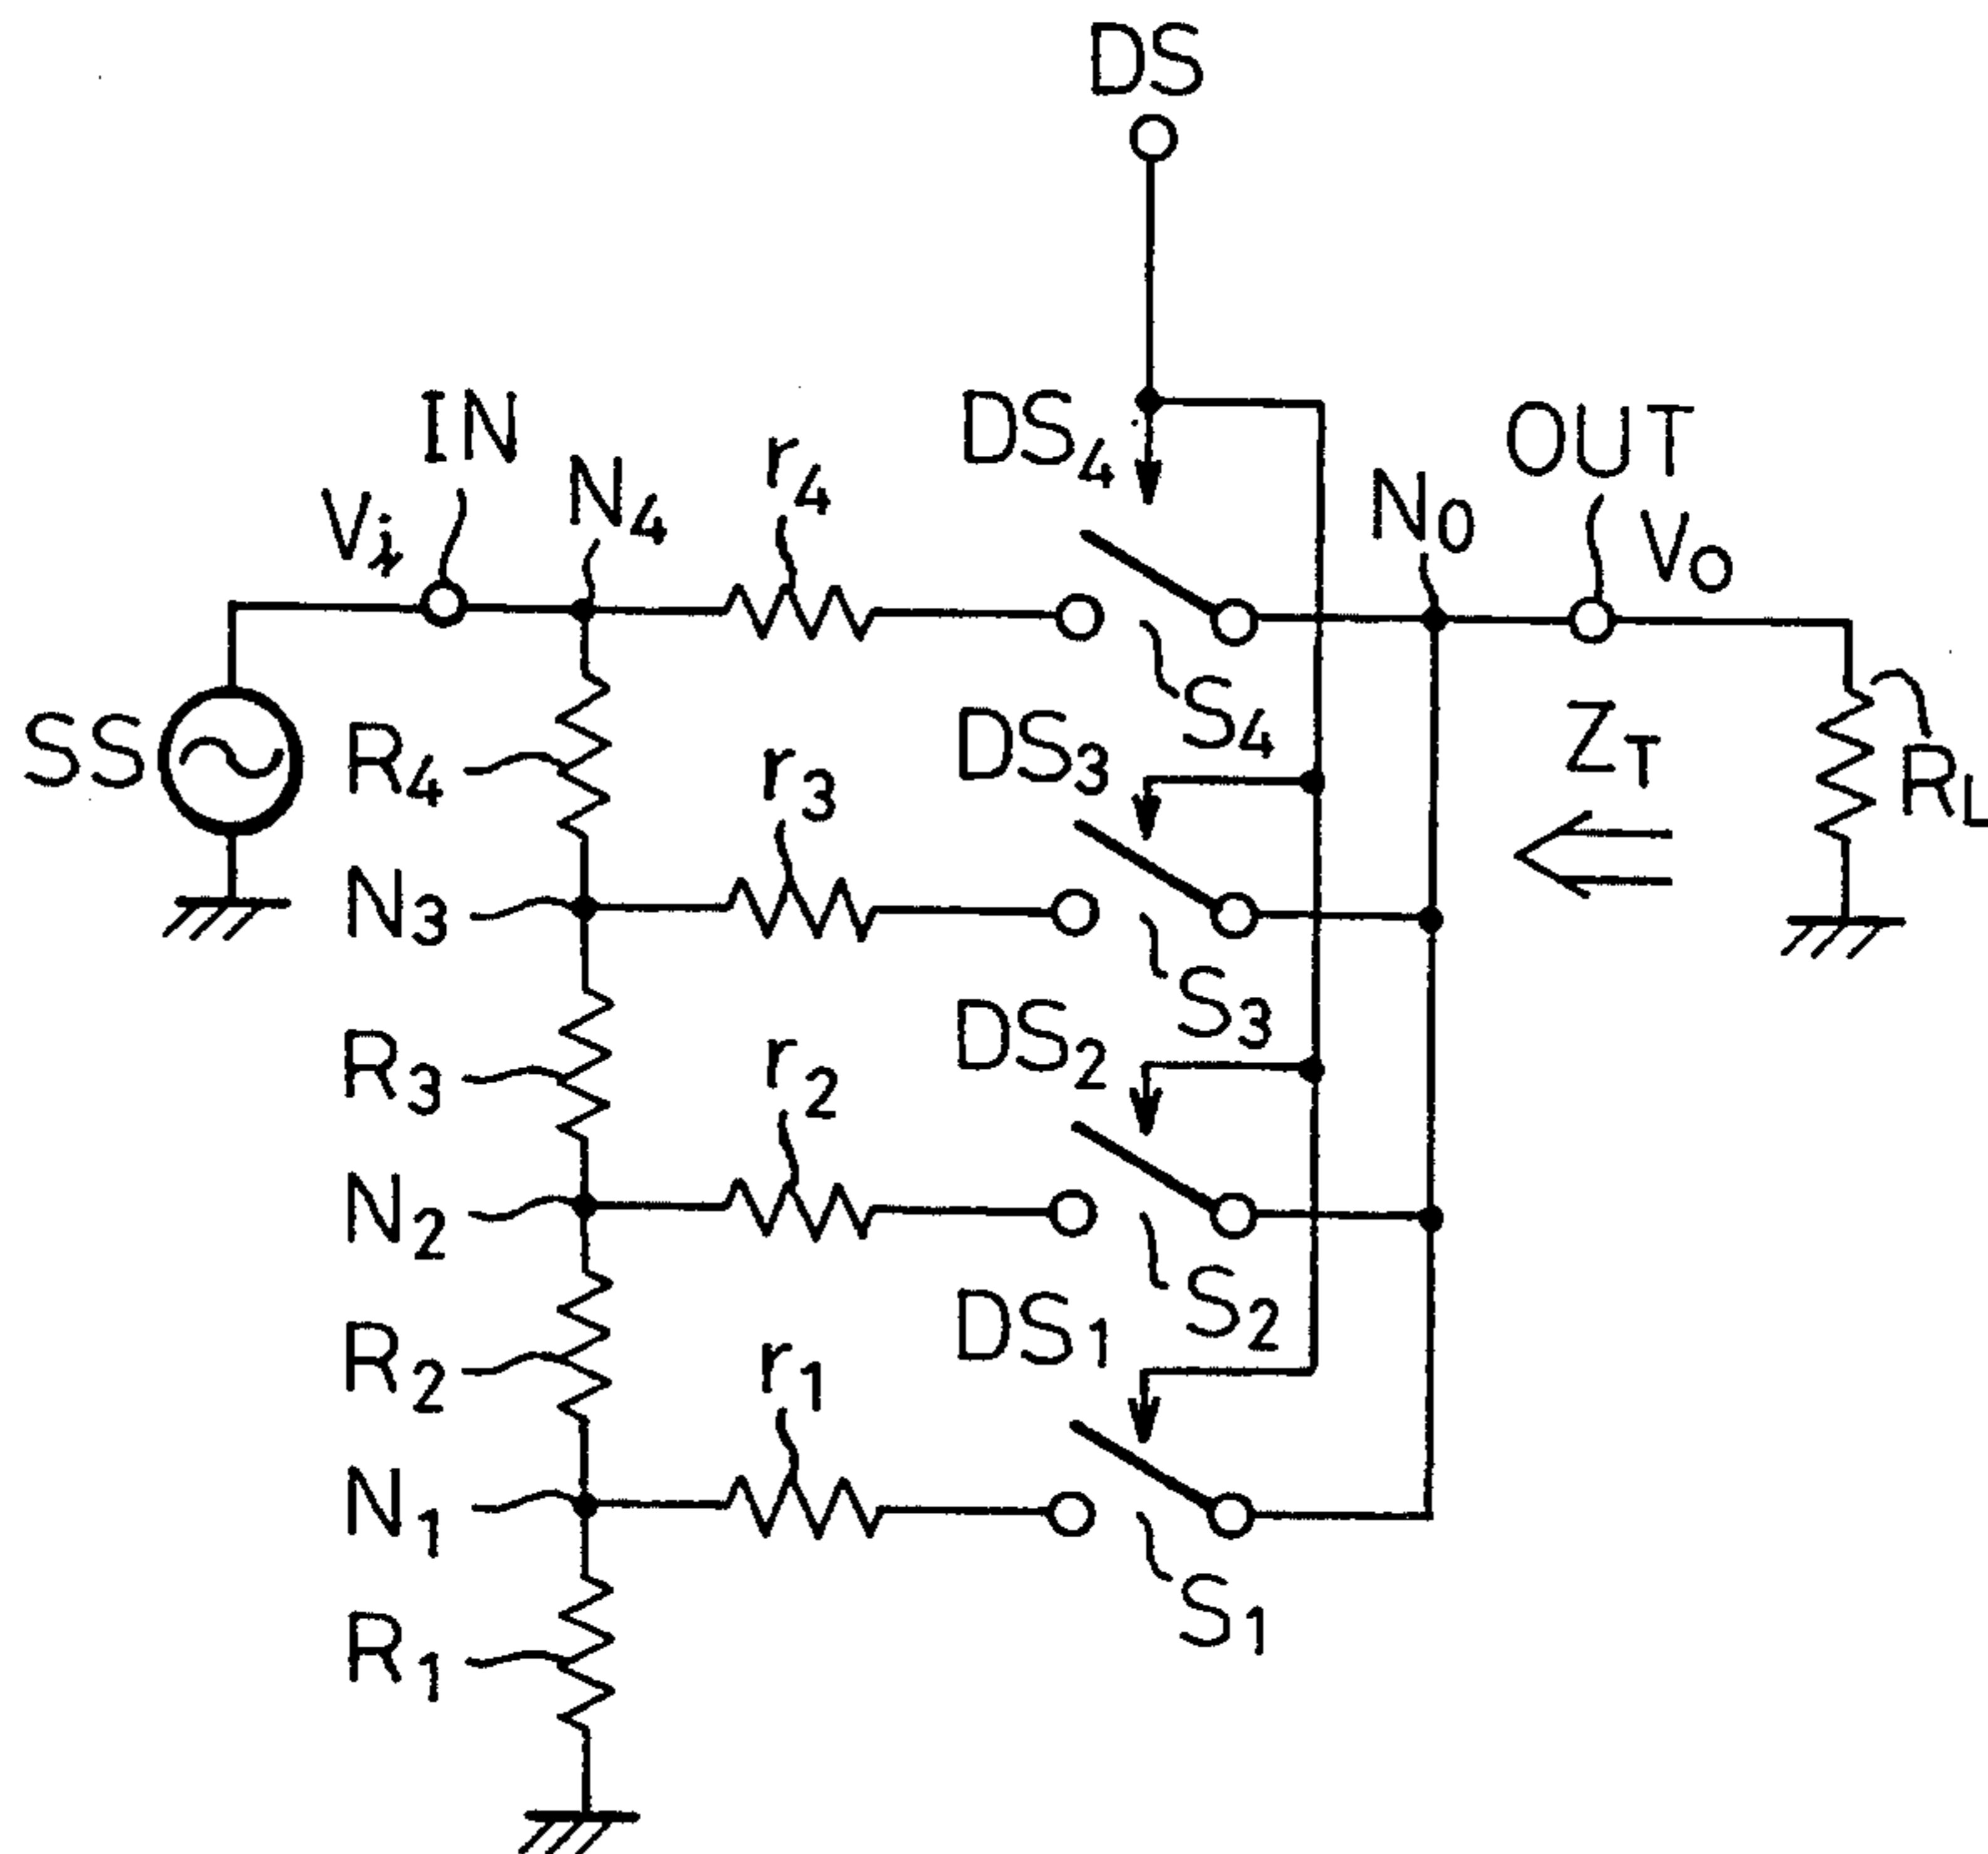 DS
IN
N4
r4
DS4
N0
OUT
Vi
VO
SS
R4
r3
DS3
S4
ZT
RL
N3
S3
R3
r2
DS2
N2
S2
R2
r1
DS1
N1
S1
R1